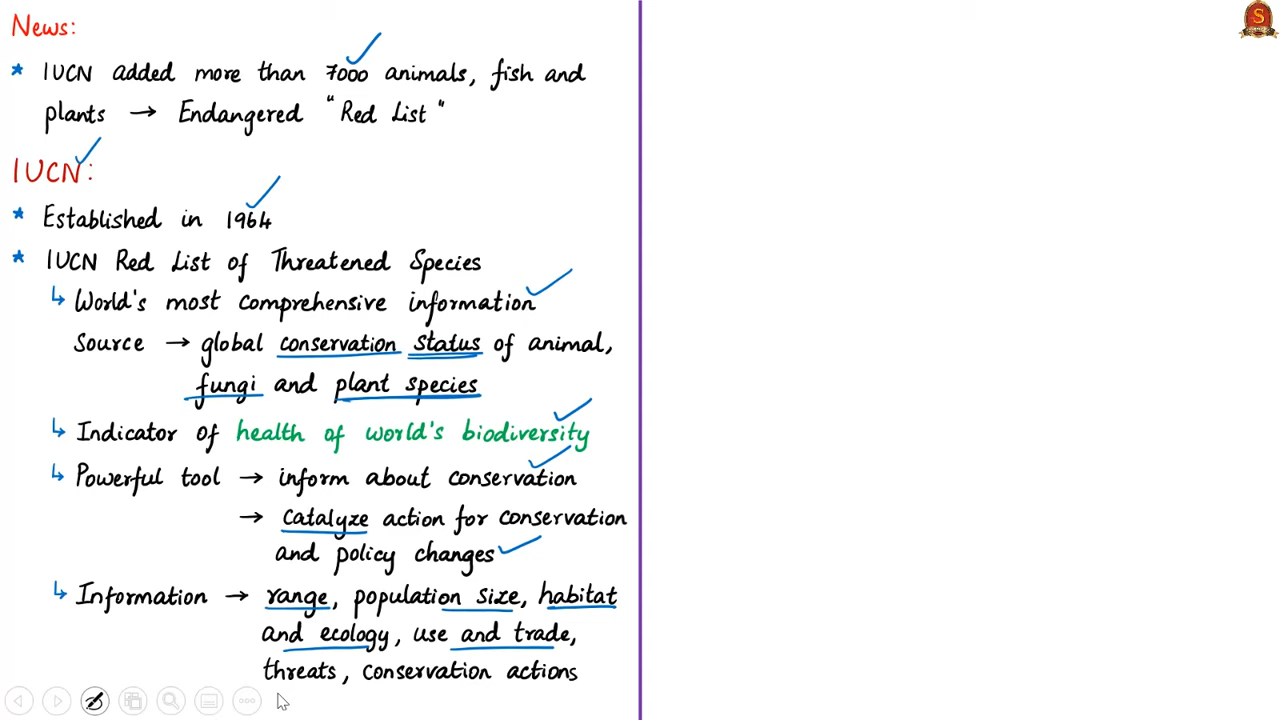 News:
* IUCN added more than 7000 animals, fish and
plants → Endangered "Red List"
IUCN:
* Established in 1964
* IUCN Red List of Threatened Species
↳ World's most comprehensive information
Source → global conservation status of animal,
fungi and plant species
↳ Indicator of health of world's biodiversity
↳ Powerful tool → inform about conservation
→ Catalyze action for conservation
and policy changes
↳ Information → range, population size, habitat
and ecology, use and trade,
threats, conservation actions
S